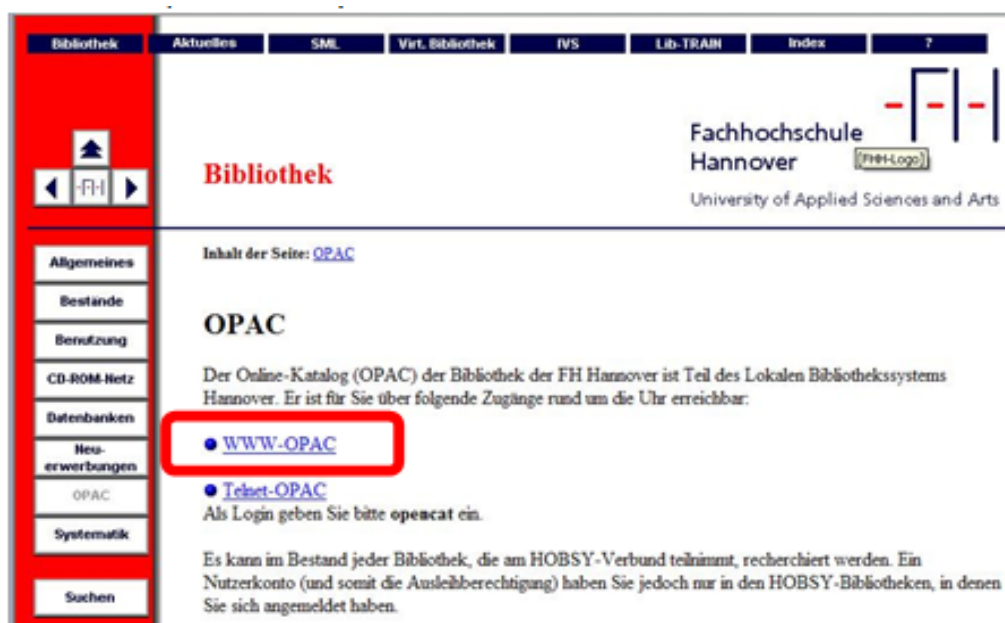 Bibliothek Aktuelles SML Virt. Bibliothek IVS Lib-TRAIN Index ?
Fachhochschule
Hannover
[FHH-Logo]
University of Applied Sciences and Arts
-FH
Bibliothek
Allgemeines
Bestände
Benutzung
CD-ROM-Netz
Datenbanken
Neu-
erwerbungen
OPAC
Systematik
Suchen
Inhalt der Seite: OPAC
OPAC
Der Online-Katalog (OPAC) der Bibliothek der FH Hannover ist Teil des Lokalen Bibliothekssystems
Hannover. Er ist für Sie über folgende Zugänge rund um die Uhr erreichbar:
WWW-OPAC
Telnet-OPAC
Als Login geben Sie bitte opencat ein.
Es kann im Bestand jeder Bibliothek, die am HOBSY-Verbund teilnimmt, recherchiert werden. Ein
Nutzerkonto (und somit die Ausleihberechtigung) haben Sie jedoch nur in den HOBSY-Bibliotheken, in denen
Sie sich angemeldet haben.